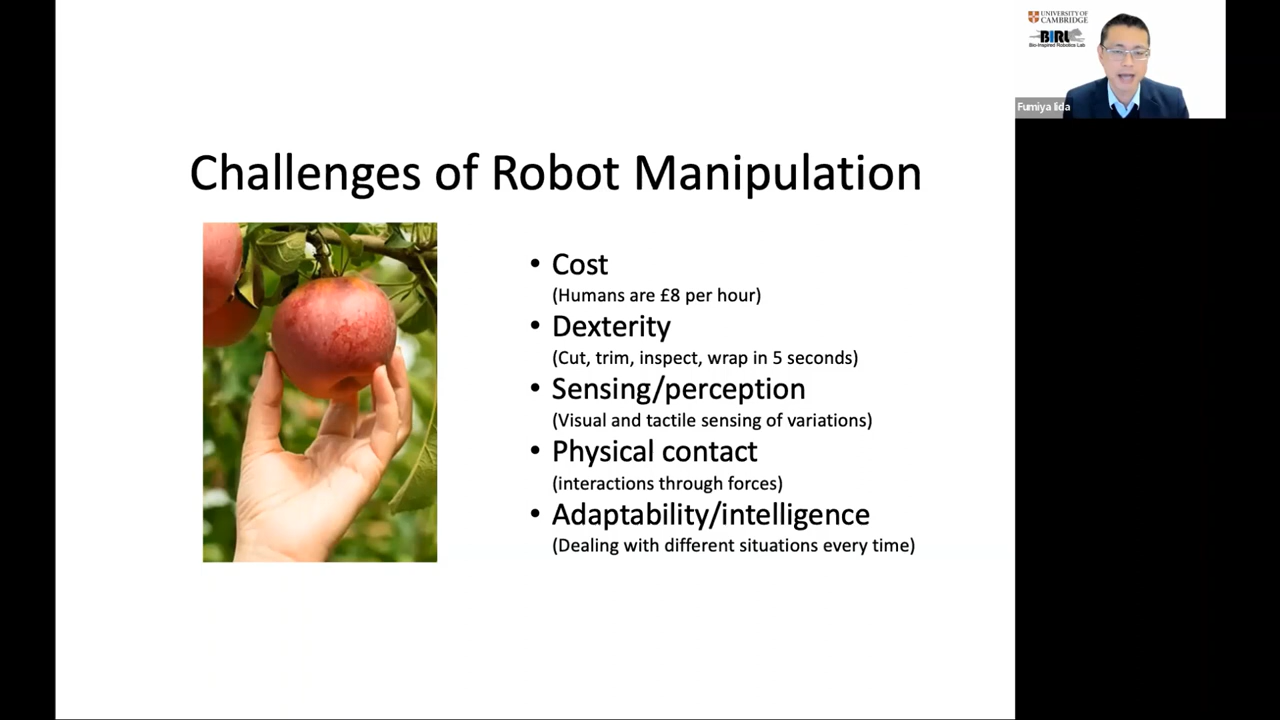 UNIVERSITY OF
CAMBRIDGE
BIRL
Bio-Inspired Robotics Lab
Fumiya Iida
Challenges of Robot Manipulation
• Cost
(Humans are £8 per hour)
• Dexterity
(Cut, trim, inspect, wrap in 5 seconds)
• Sensing/perception
(Visual and tactile sensing of variations)
• Physical contact
(interactions through forces)
• Adaptability/intelligence
(Dealing with different situations every time)